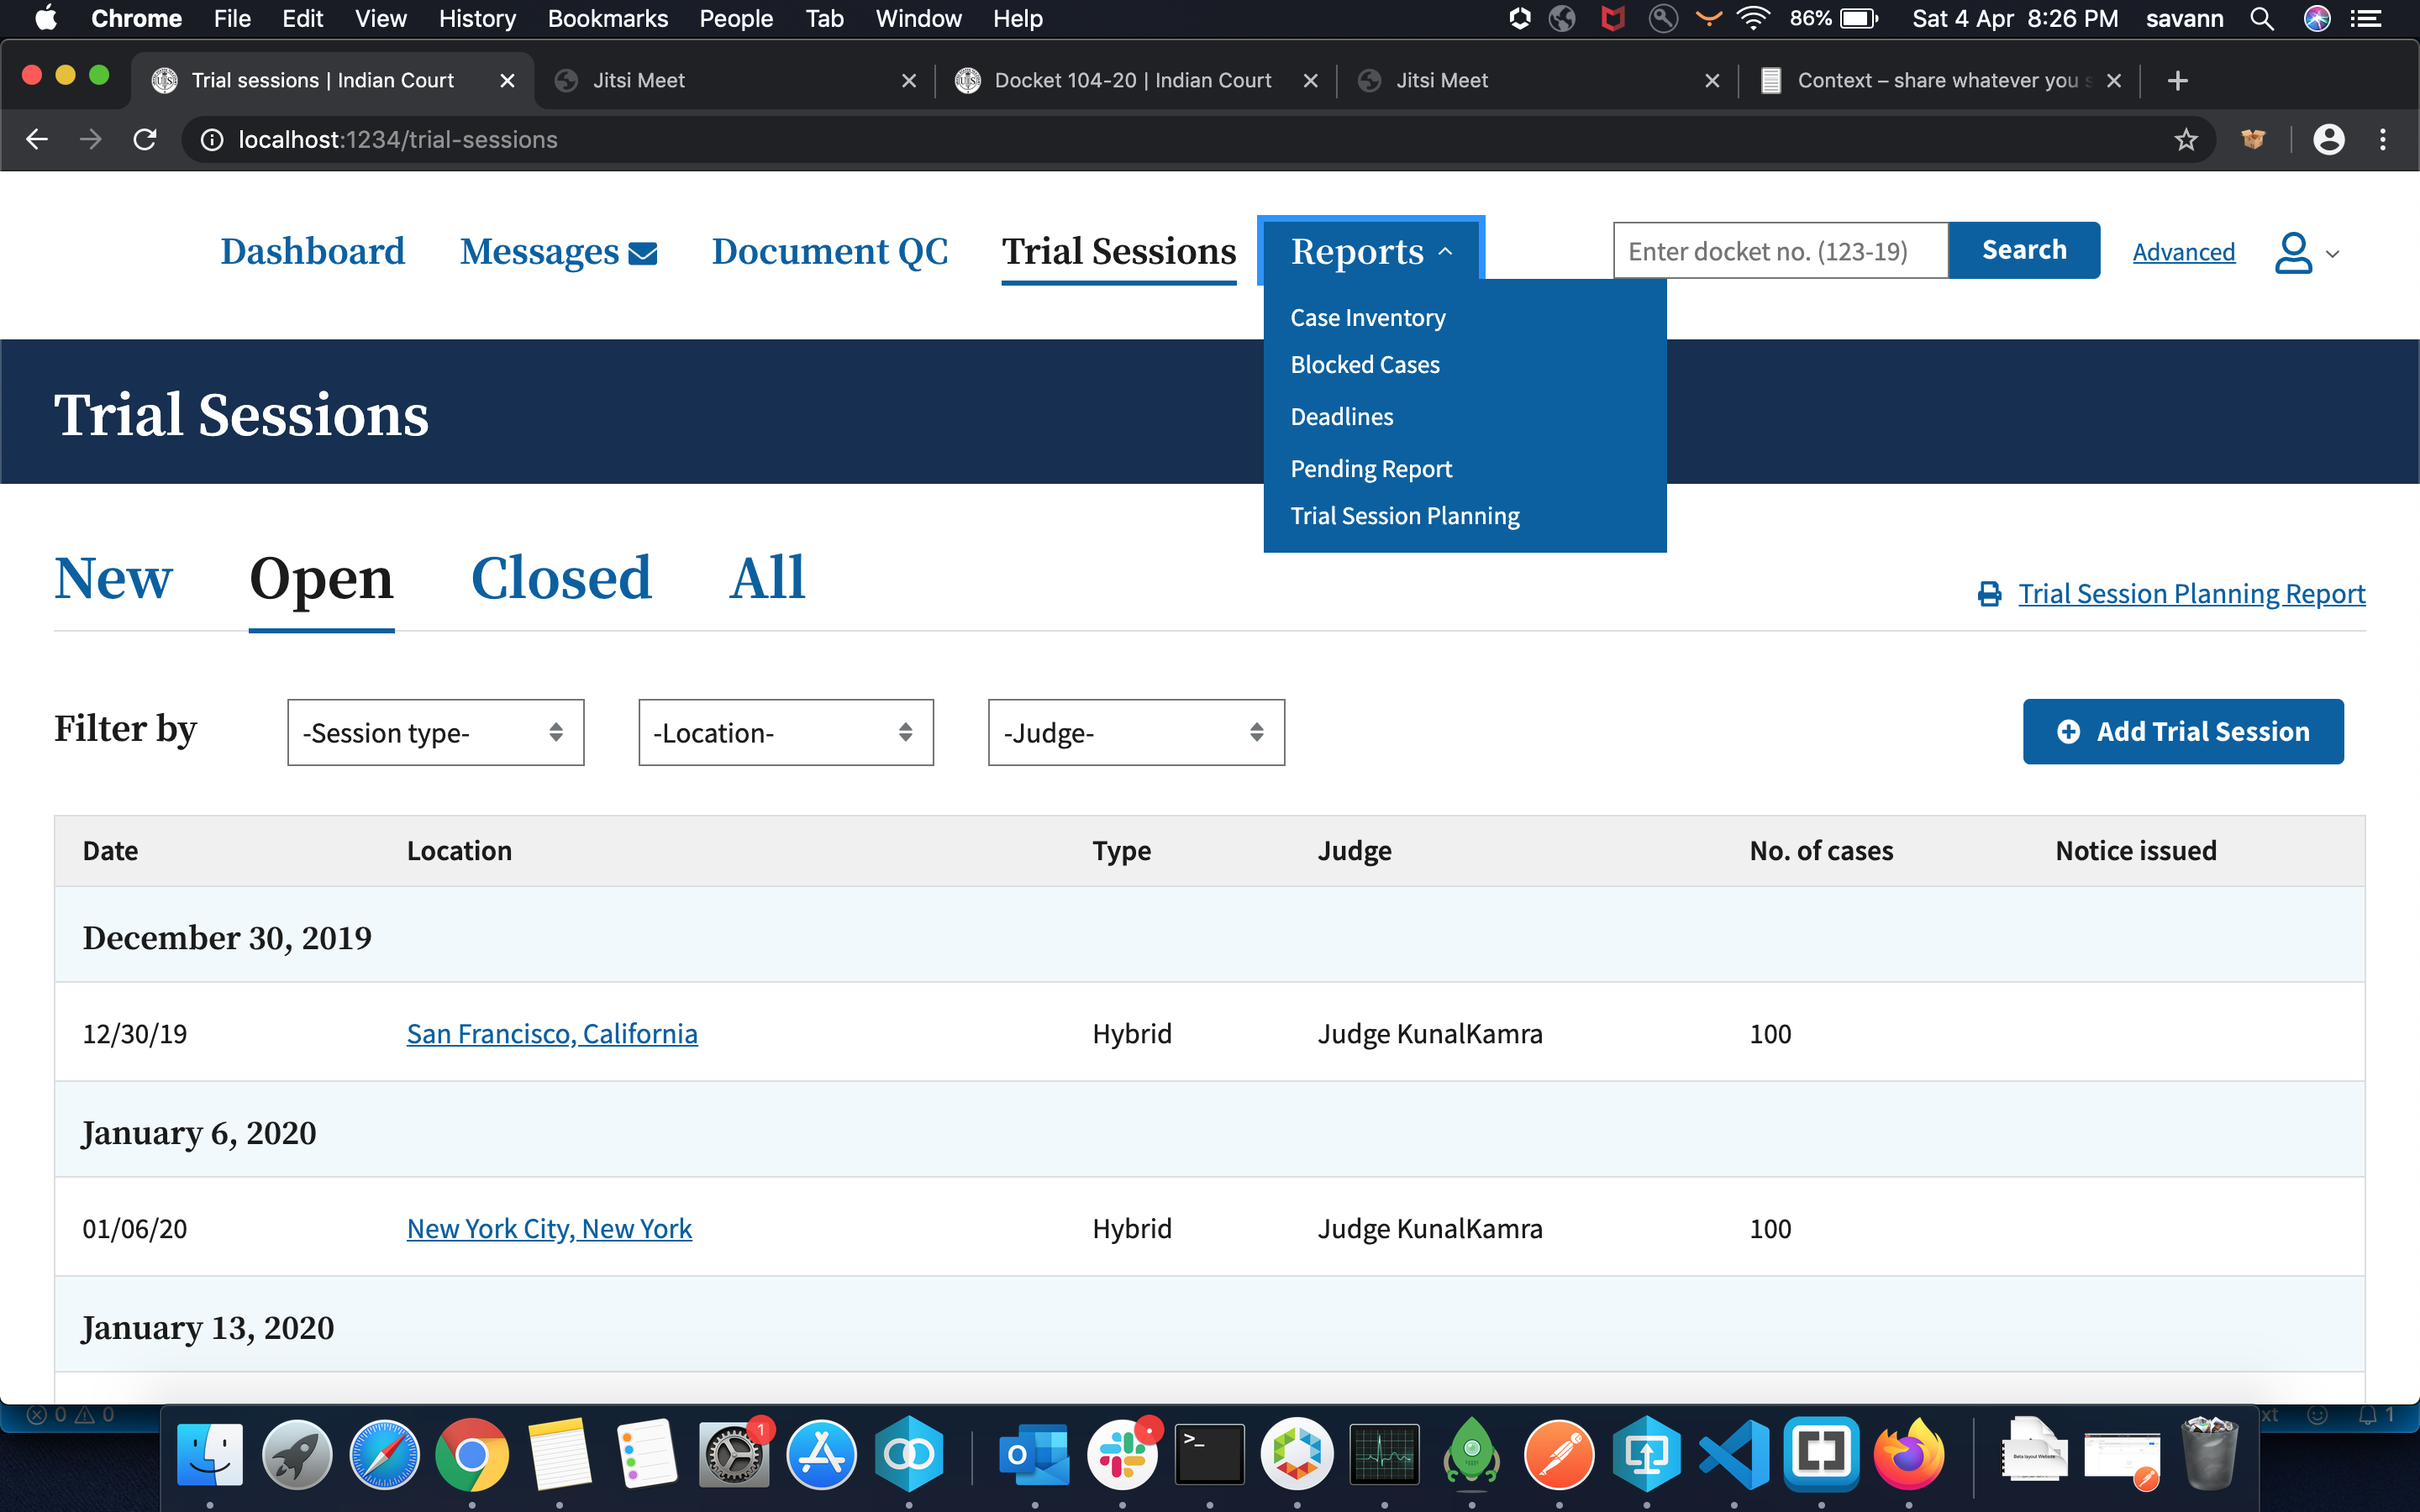 Chrome File Edit View History Bookmarks People Tab Window Help 86% Sat 4 Apr 8:26 PM savann
Trial sessions | Indian Court Jitsi Meet Docket 104-20 | Indian Court Jitsi Meet Context – share whatever you s
localhost:1234/trial-sessions
Dashboard Messages Document QC Trial Sessions Reports Enter docket no. (123-19) Search Advanced
Case Inventory
Blocked Cases
Deadlines
Pending Report
Trial Session Planning
Trial Sessions
New Open Closed All
Trial Session Planning Report
Filter by -Session type- -Location- -Judge- Add Trial Session
Date Location Type Judge No. of cases Notice issued
December 30, 2019
12/30/19 San Francisco, California Hybrid Judge KunalKamra 100
January 6, 2020
01/06/20 New York City, New York Hybrid Judge KunalKamra 100
January 13, 2020
0 0 xt 1
1